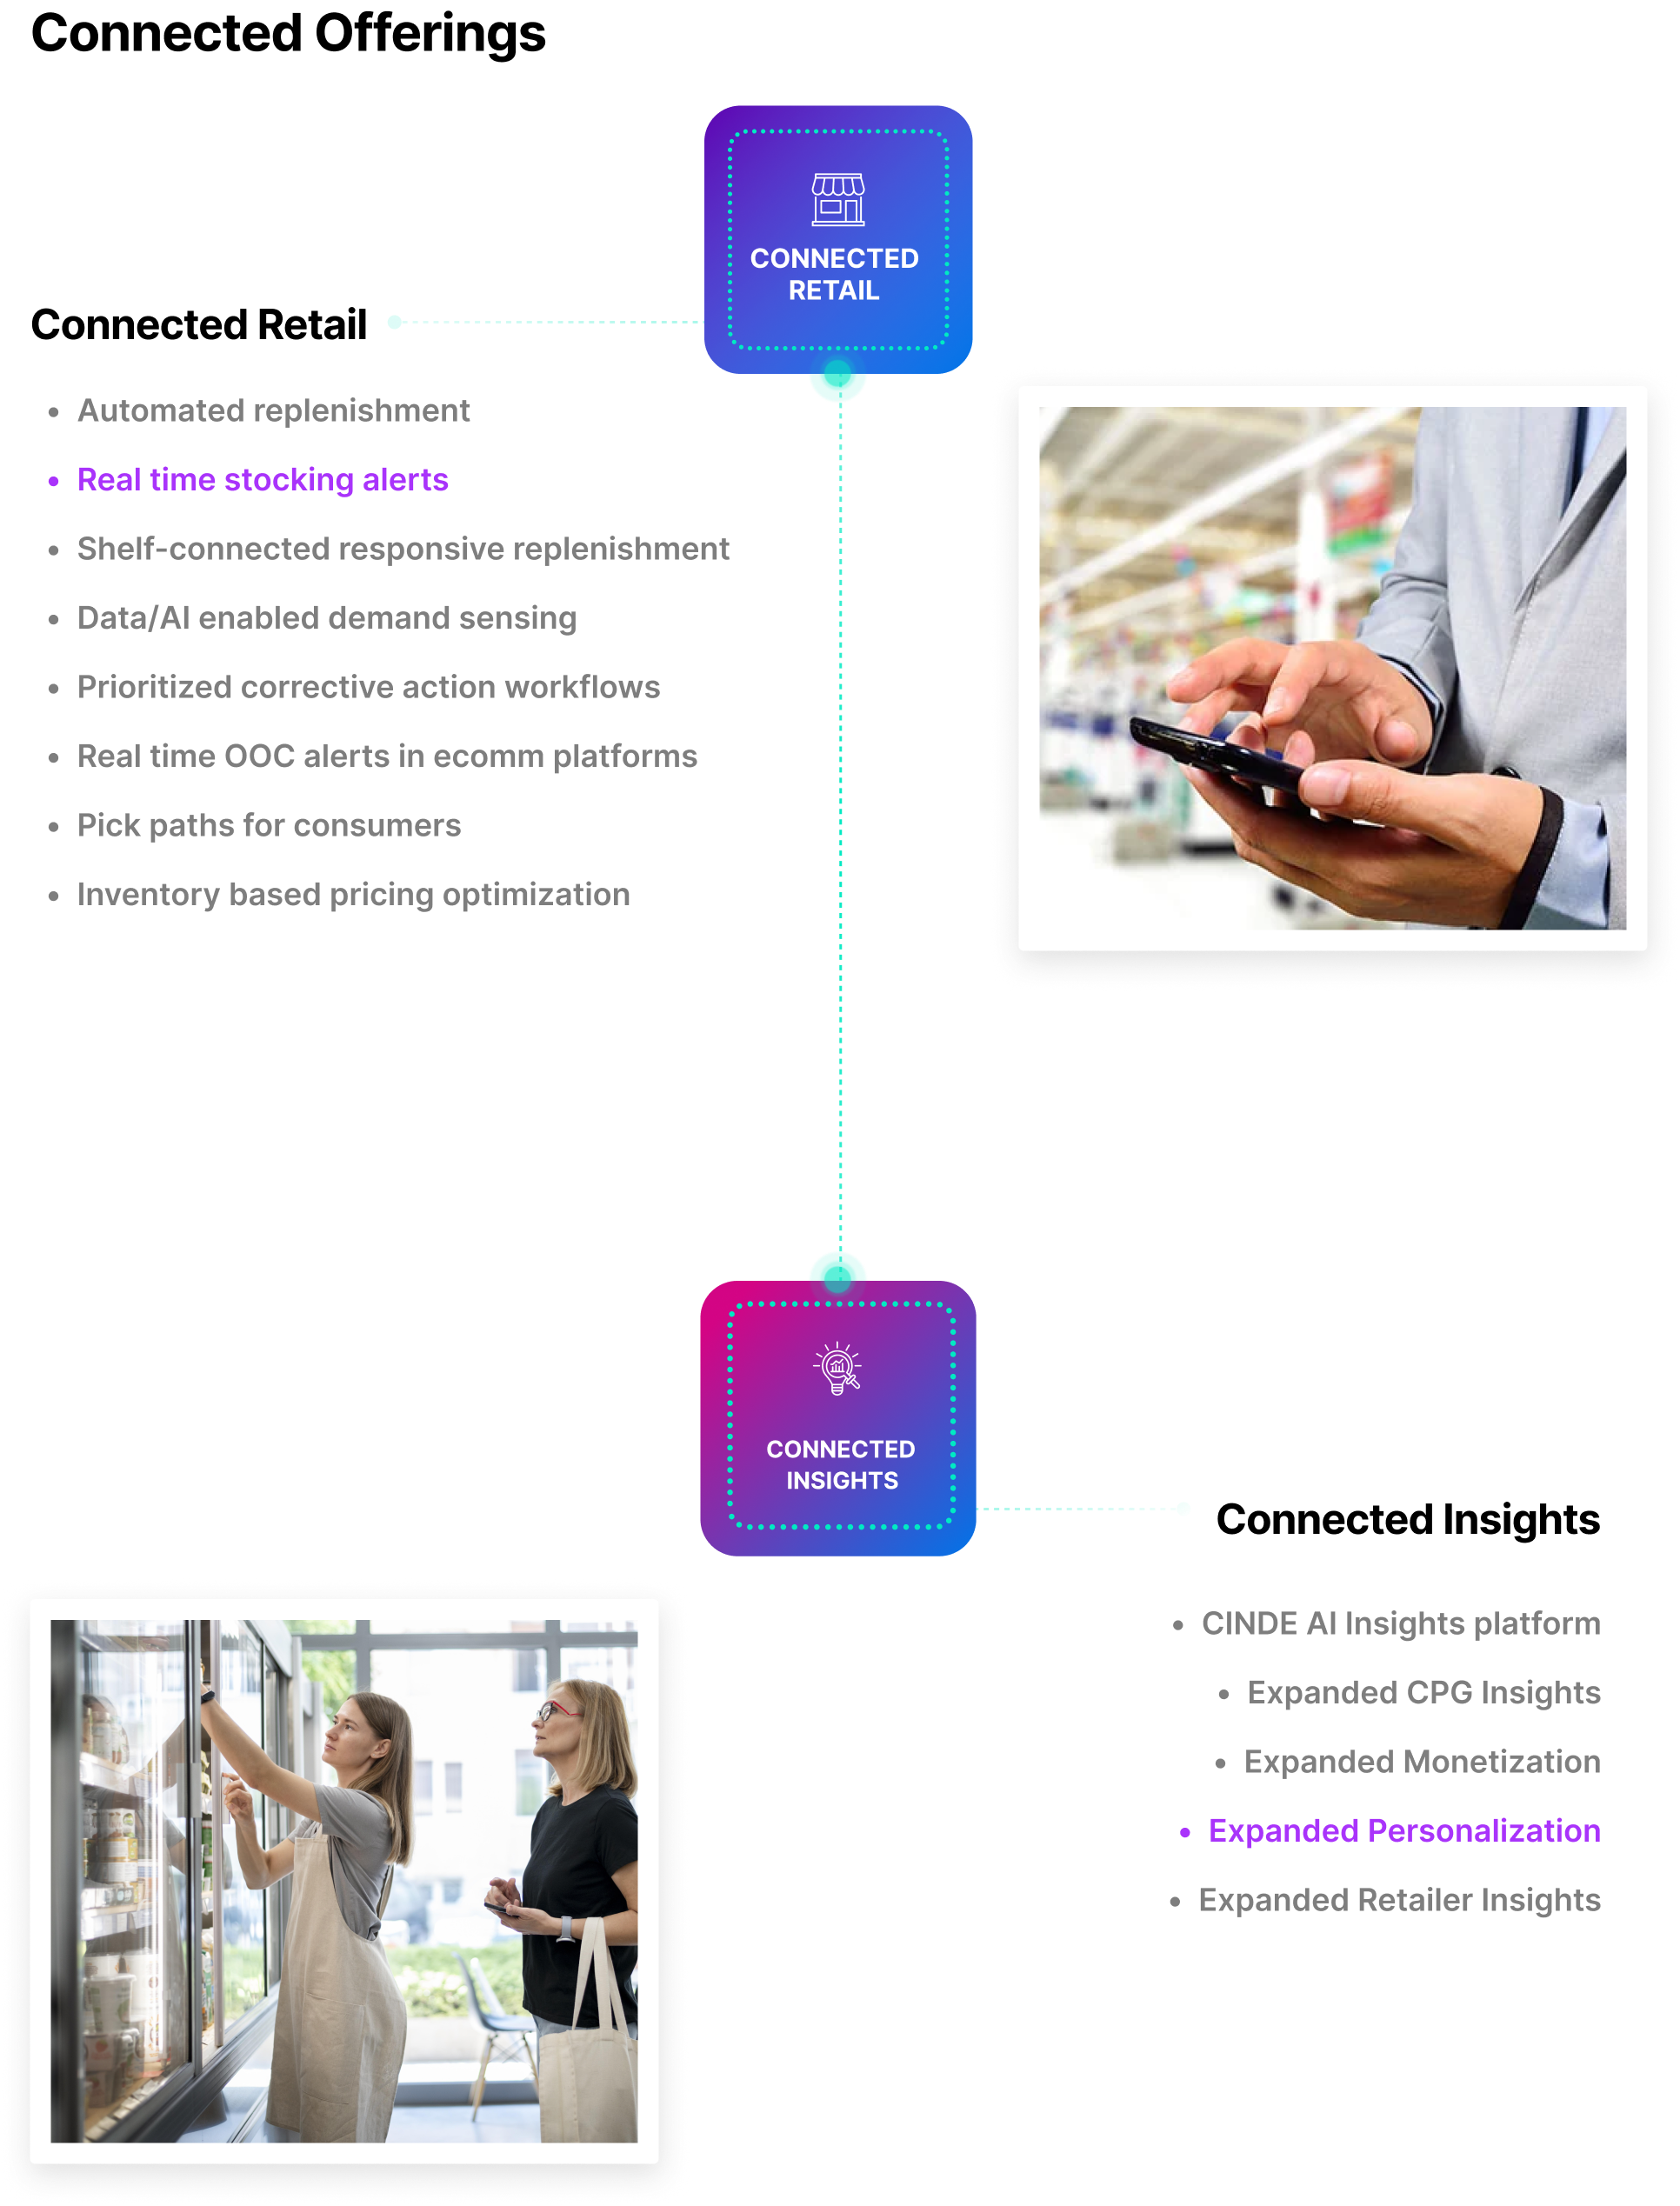 Connected Offerings
CONNECTED
RETAIL
Connected Retail
• Automated replenishment
• Real time stocking alerts
• Shelf-connected responsive replenishment
• Data/AI enabled demand sensing
• Prioritized corrective action workflows
• Real time OOC alerts in ecomm platforms
• Pick paths for consumers
• Inventory based pricing optimization
CONNECTED
INSIGHTS
Connected Insights
• CINDE AI Insights platform
• Expanded CPG Insights
• Expanded Monetization
• Expanded Personalization
• Expanded Retailer Insights